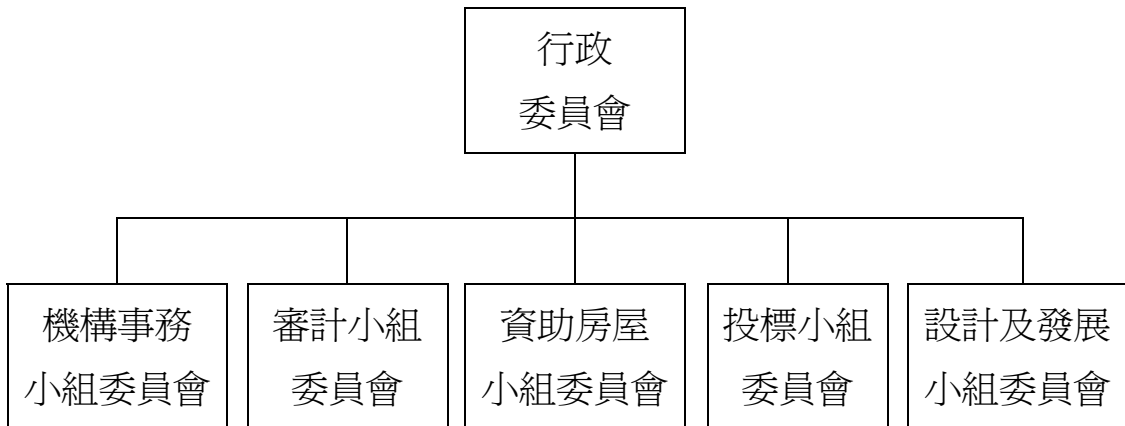 行政
委員會
機構事務
小組委員會
審計小組
委員會
資助房屋
小組委員會
投標小組
委員會
設計及發展
小組委員會